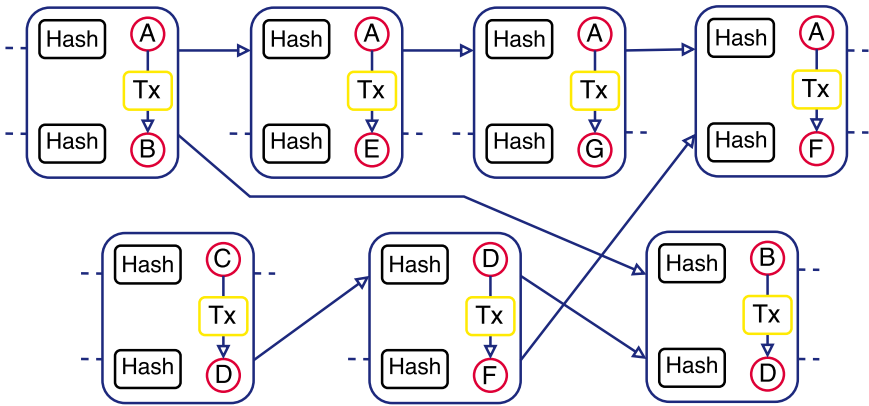 Hash A Hash A Hash A Hash A
Tx Tx Tx Tx
Hash B Hash E Hash G Hash F
Hash C Hash D Hash B
Tx Tx Tx
Hash D Hash F Hash D